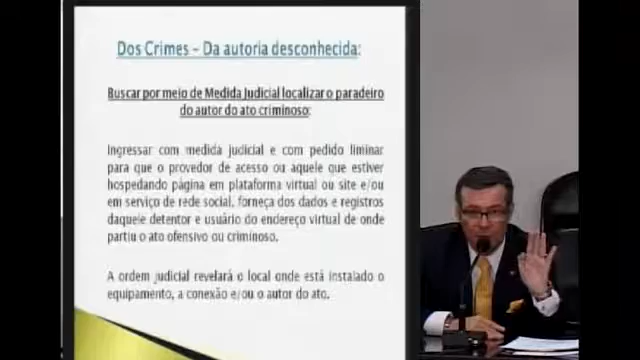 Dos Crimes – Da autoria desconhecida:
Buscar por meio de Medida Judicial localizar o paradeiro
do autor do ato criminoso:
Ingressar com medida judicial e com pedido liminar
para que o provedor de acesso ou aquele que estiver
hospedando página em plataforma virtual ou site e/ou
em serviço de rede social, forneça dos dados e registros
daquele detentor e usuário do endereço virtual de onde
partiu o ato ofensivo ou criminoso.
A ordem judicial revelará o local onde está instalado o
equipamento, a conexão e/ou o autor do ato.